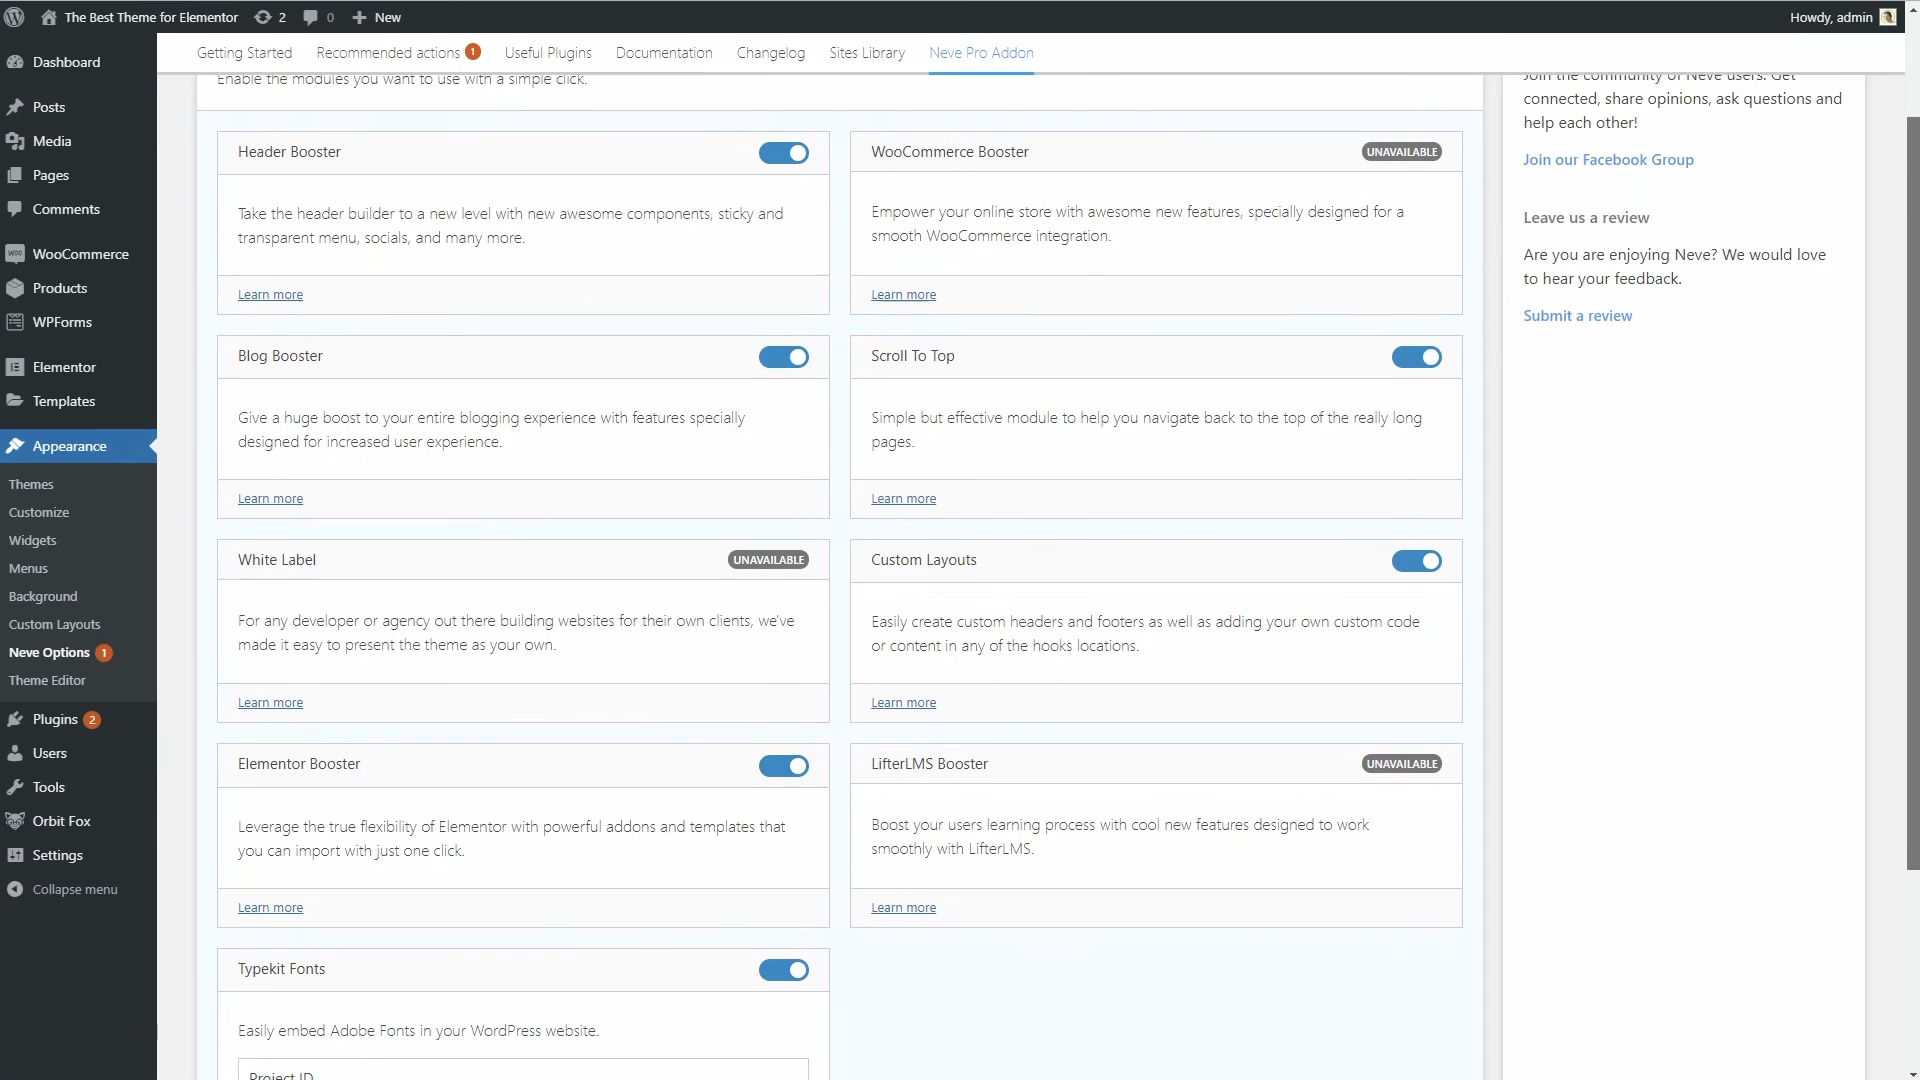 The Best Theme for Elementor
2
0
New
Howdy, admin
Dashboard
Posts
Media
Pages
Comments
WooCommerce
Products
WPForms
Elementor
Templates
Appearance
Themes
Customize
Widgets
Menus
Background
Custom Layouts
Neve Options 1
Theme Editor
Plugins 2
Users
Tools
Orbit Fox
Settings
Collapse menu
Getting Started
Recommended actions 1
Useful Plugins
Documentation
Changelog
Sites Library
Neve Pro Addon
Enable the modules you want to use with a simple click.
Header Booster
Take the header builder to a new level with new awesome components, sticky and
transparent menu, socials, and many more.
Learn more
WooCommerce Booster
UNAVAILABLE
Empower your online store with awesome new features, specially designed for a
smooth WooCommerce integration.
Learn more
Blog Booster
Give a huge boost to your entire blogging experience with features specially
designed for increased user experience.
Learn more
Scroll To Top
Simple but effective module to help you navigate back to the top of the really long
pages.
Learn more
White Label
UNAVAILABLE
For any developer or agency out there building websites for their own clients, we've
made it easy to present the theme as your own.
Learn more
Custom Layouts
Easily create custom headers and footers as well as adding your own custom code
or content in any of the hooks locations.
Learn more
Elementor Booster
Leverage the true flexibility of Elementor with powerful addons and templates that
you can import with just one click.
Learn more
LifterLMS Booster
UNAVAILABLE
Boost your users learning process with cool new features designed to work
smoothly with LifterLMS.
Learn more
Typekit Fonts
Easily embed Adobe Fonts in your WordPress website.
Project ID
Join the community of Neve users. Get
connected, share opinions, ask questions and
help each other!
Join our Facebook Group
Leave us a review
Are you are enjoying Neve? We would love
to hear your feedback.
Submit a review